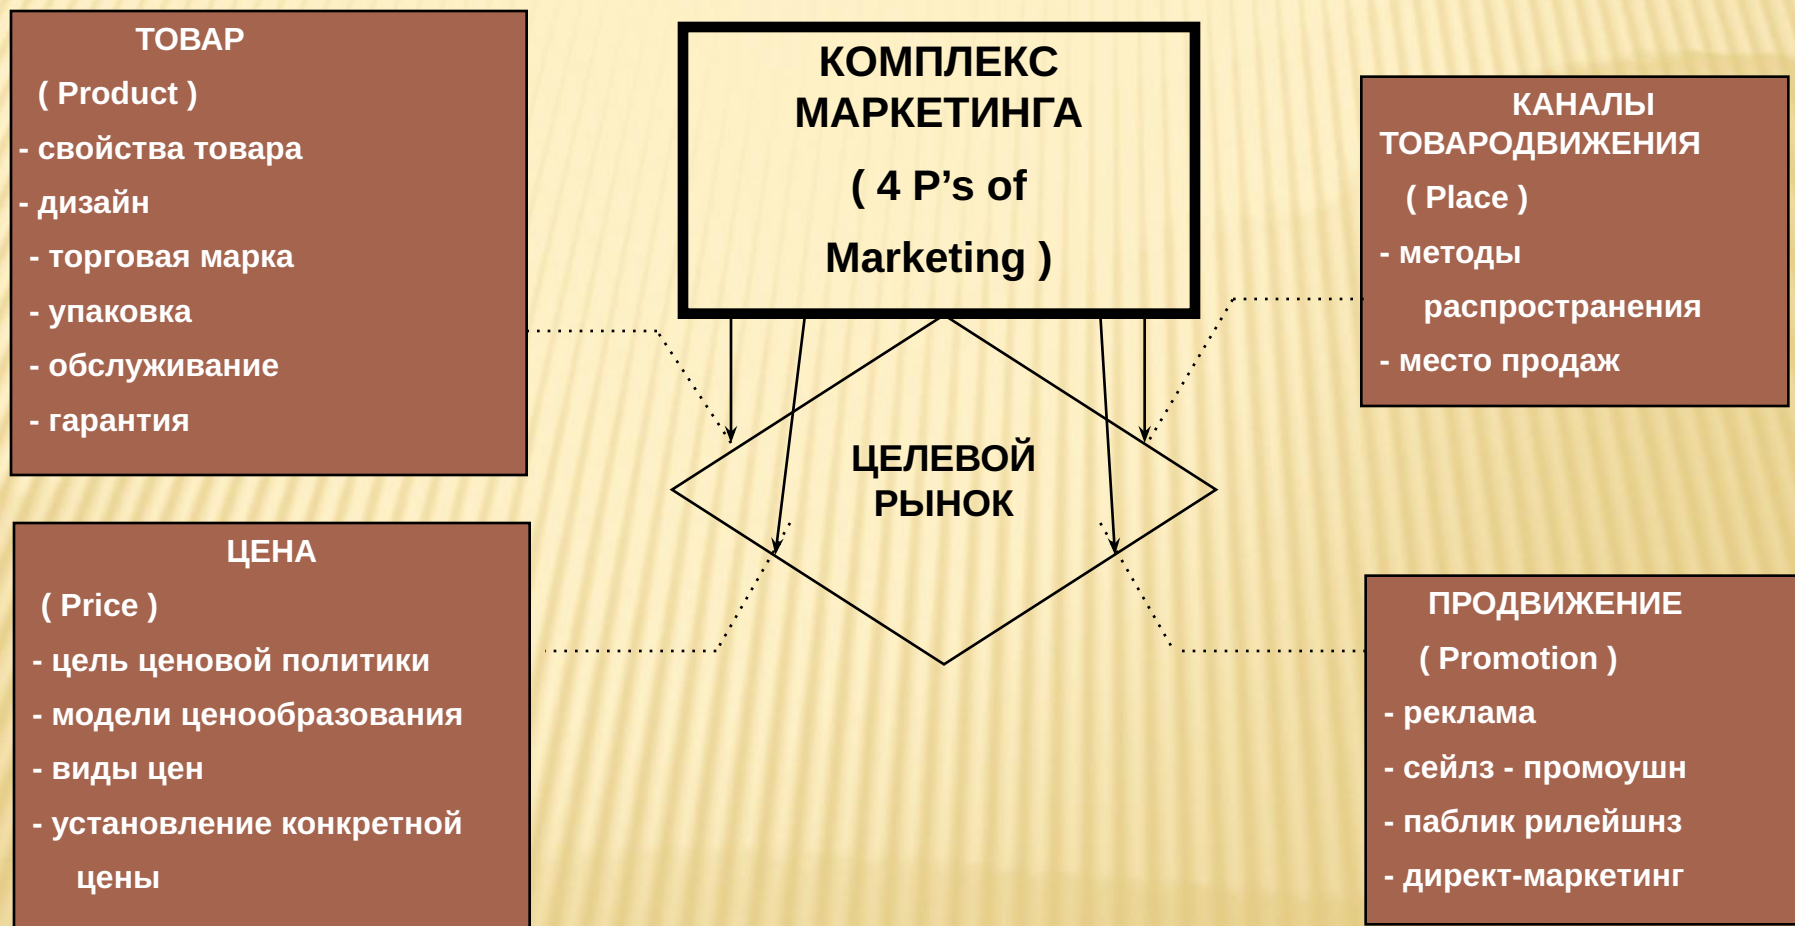 ТОВАР
( Product )
- свойства товара
- дизайн
- торговая марка
- упаковка
- обслуживание
- гарантия
КОМПЛЕКС
МАРКЕТИНГА
( 4 P’s of
Marketing )
КАНАЛЫ
ТОВАРОДВИЖЕНИЯ
( Place )
- методы
распространения
- место продаж
ЦЕЛЕВОЙ
РЫНОК
ЦЕНА
( Price )
- цель ценовой политики
- модели ценообразования
- виды цен
- установление конкретной
цены
ПРОДВИЖЕНИЕ
( Promotion )
- реклама
- сейлз - промоушн
- паблик рилейшнз
- директ-маркетинг